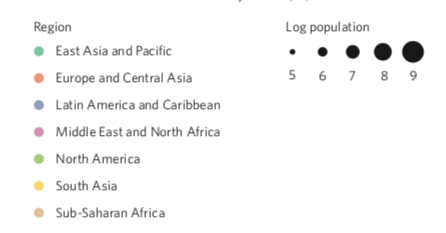 Region
East Asia and Pacific
Europe and Central Asia
Latin America and Caribbean
Middle East and North Africa
North America
South Asia
Sub-Saharan Africa
Log population
5 6 7 8 9